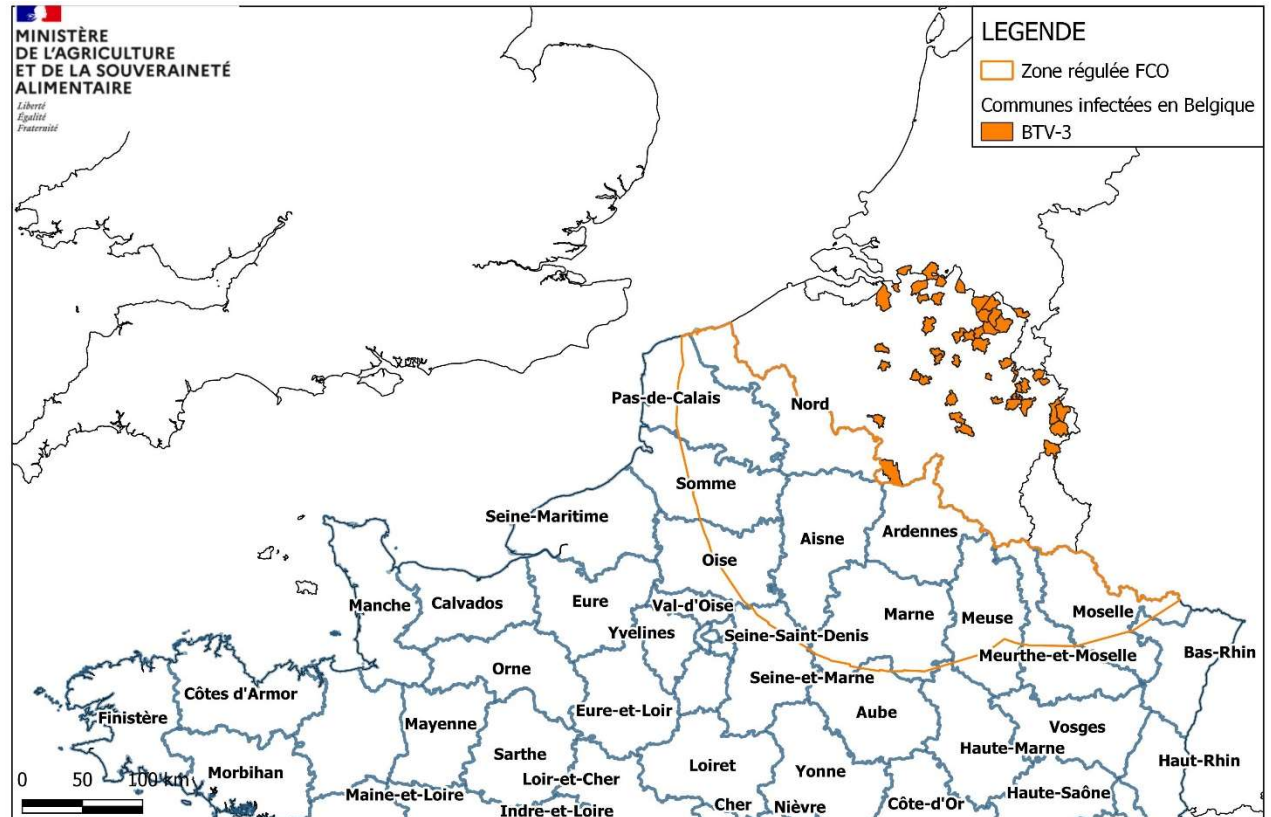 MINISTÈRE
DE L'AGRICULTURE
ET DE LA SOUVERAINETÉ
ALIMENTAIRE
Liberté
Égalité
Fraternité
LEGENDE
Zone régulée FCO
Communes infectées en Belgique
BTV-3
Pas-de-Calais
Nord
Somme
Seine-Maritime
Aisne
Ardennes
Oise
Manche
Calvados
Eure
Val-d'Oise
Marne
Meuse
Moselle
Yvelines
Seine-Saint-Denis
Meurthe-et-Moselle
Bas-Rhin
Orne
Seine-et-Marne
Côtes d'Armor
Finistère
Mayenne
Eure-et-Loir
Aube
Vosges
Haute-Marne
Sarthe
Morbihan
Loir-et-Cher
Loiret
Yonne
Haut-Rhin
0 50 100 km
Maine-et-Loire
Indre-et-Loire
Cher
Nièvre
Côte-d'Or
Haute-Saône